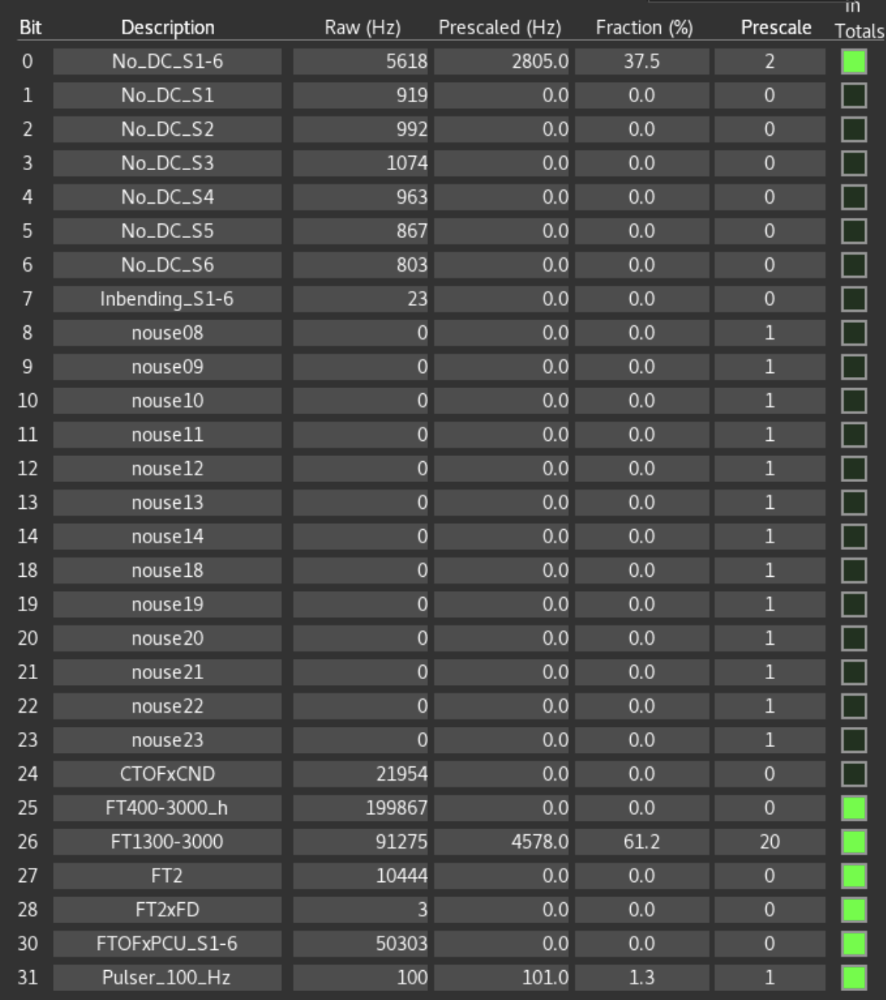 in
Bit Description Raw (Hz) Prescaled (Hz) Fraction (%) Prescale Totals
0 No_DC_S1-6 5618 2805.0 37.5 2
1 No_DC_S1 919 0.0 0.0 0
2 No_DC_S2 992 0.0 0.0 0
3 No_DC_S3 1074 0.0 0.0 0
4 No_DC_S4 963 0.0 0.0 0
5 No_DC_S5 867 0.0 0.0 0
6 No_DC_S6 803 0.0 0.0 0
7 Inbending_S1-6 23 0.0 0.0 0
8 nouse08 0 0.0 0.0 1
9 nouse09 0 0.0 0.0 1
10 nouse10 0 0.0 0.0 1
11 nouse11 0 0.0 0.0 1
12 nouse12 0 0.0 0.0 1
13 nouse13 0 0.0 0.0 1
14 nouse14 0 0.0 0.0 1
18 nouse18 0 0.0 0.0 1
19 nouse19 0 0.0 0.0 1
20 nouse20 0 0.0 0.0 1
21 nouse21 0 0.0 0.0 1
22 nouse22 0 0.0 0.0 1
23 nouse23 0 0.0 0.0 1
24 CTOFxCND 21954 0.0 0.0 0
25 FT400-3000_h 199867 0.0 0.0 0
26 FT1300-3000 91275 4578.0 61.2 20
27 FT2 10444 0.0 0.0 0
28 FT2xFD 3 0.0 0.0 0
30 FTOFxPCU_S1-6 50303 0.0 0.0 0
31 Pulser_100_Hz 100 101.0 1.3 1